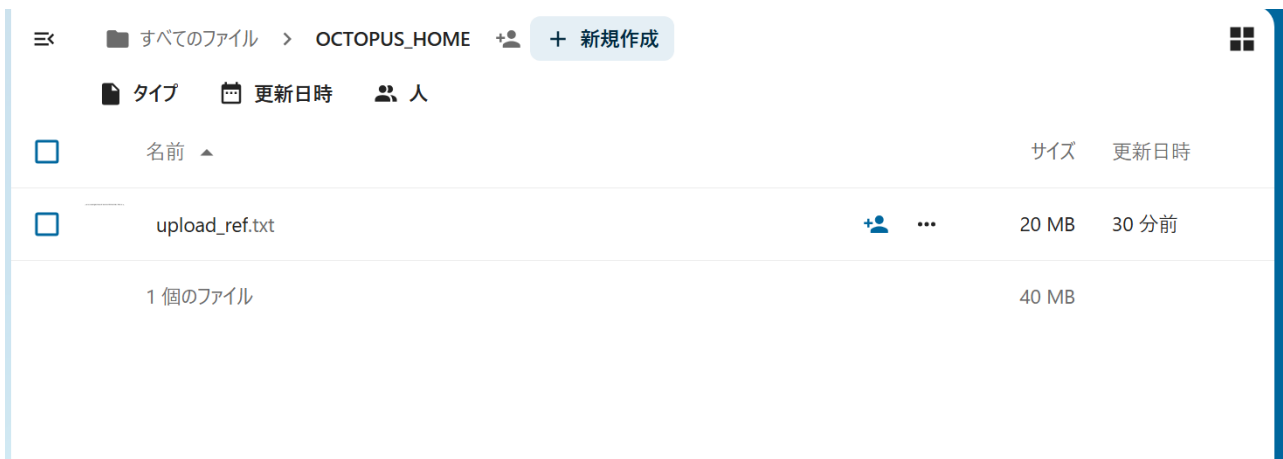 すべてのファイル > OCTOPUS_HOME + 新規作成
タイプ 更新日時 人
名前 サイズ 更新日時
upload_ref.txt 20 MB 30 分前
1 個のファイル 40 MB